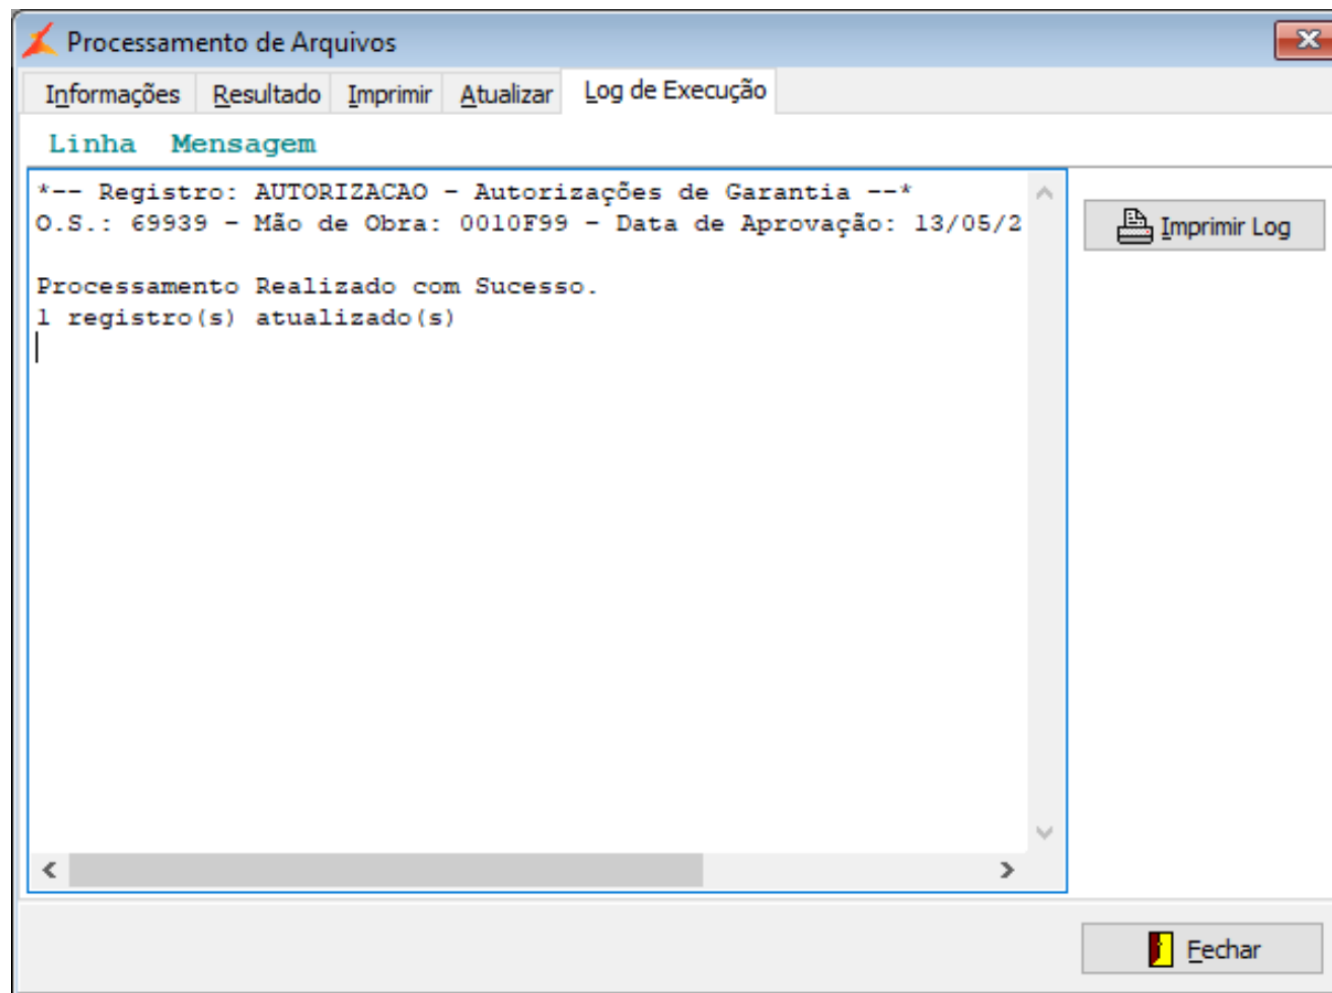 Processamento de Arquivos
Informações Resultado Imprimir Atualizar Log de Execução
Linha Mensagem
*-- Registro: AUTORIZACAO - Autorizações de Garantia --*
O.S.: 69939 - Mão de Obra: 0010F99 - Data de Aprovação: 13/05/2
Processamento Realizado com Sucesso.
1 registro(s) atualizado(s)
Imprimir Log
Fechar